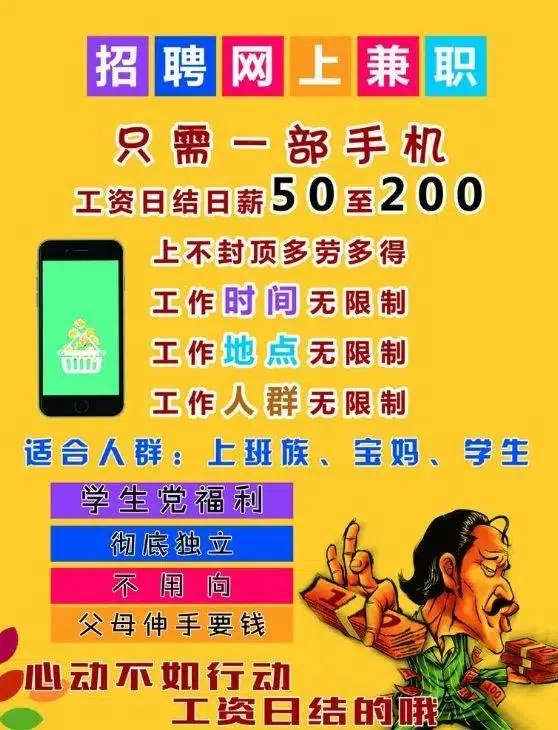 招聘网上兼职
只需一部手机
工资日结日薪50至200
上不封顶多劳多得
工作时间无限制
工作地点无限制
工作人群无限制
适合人群：上班族、宝妈、学生
学生党福利
彻底独立
不用向
父母伸手要钱
心动不如行动
工资日结的哦